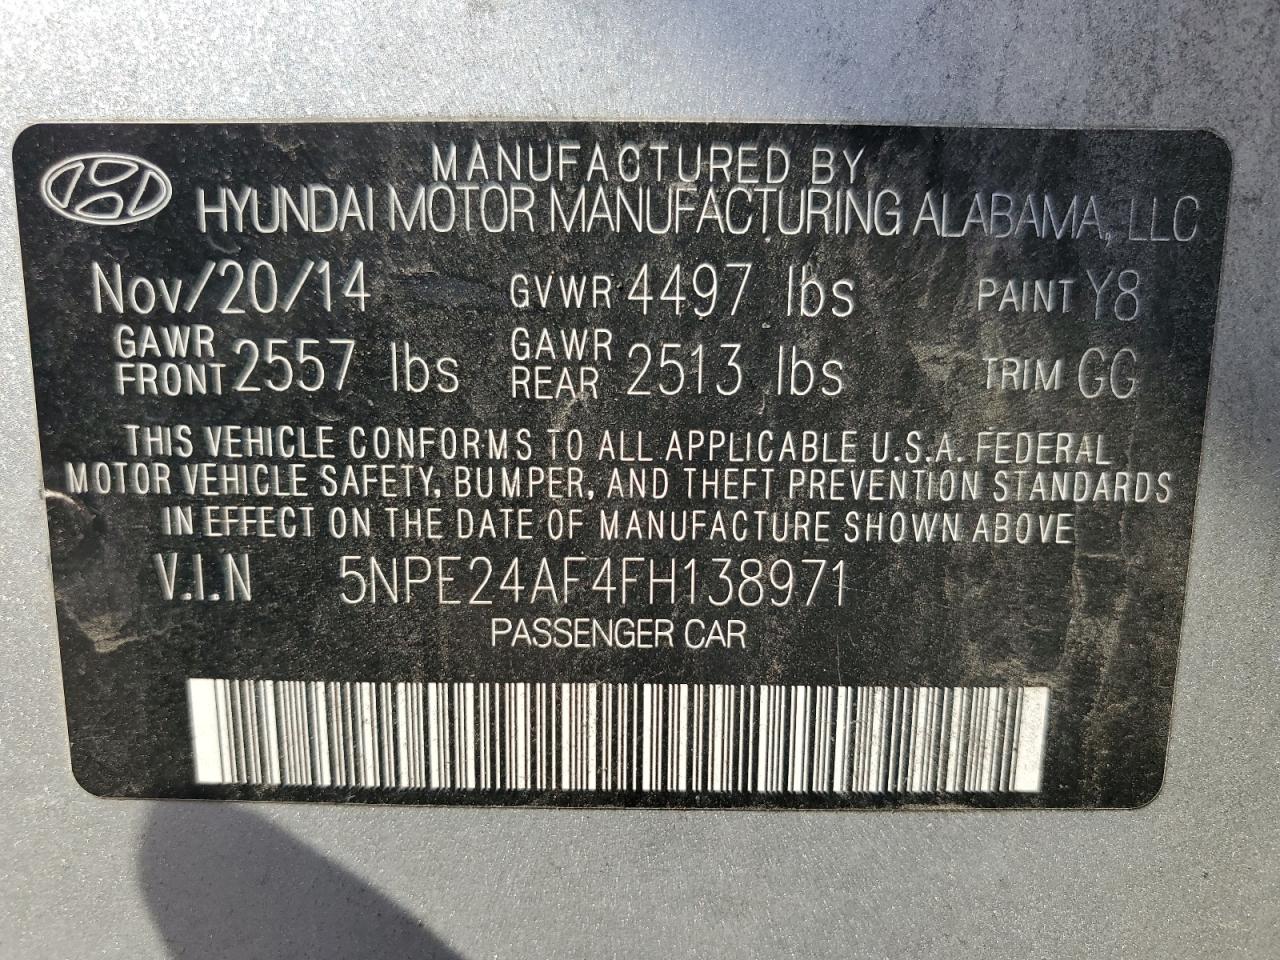 MANUFACTURED BY
HYUNDAI MOTOR MANUFACTURING ALABAMA, LLC
Nov/20/14 GVWR 4497 lbs PAINT Y8
GAWR FRONT 2557 lbs GAWR REAR 2513 lbs TRIM GG
THIS VEHICLE CONFORMS TO ALL APPLICABLE U.S.A. FEDERAL
MOTOR VEHICLE SAFETY, BUMPER, AND THEFT PREVENTION STANDARDS
IN EFFECT ON THE DATE OF MANUFACTURE SHOWN ABOVE
V.I.N 5NPE24AF4FH138971
PASSENGER CAR